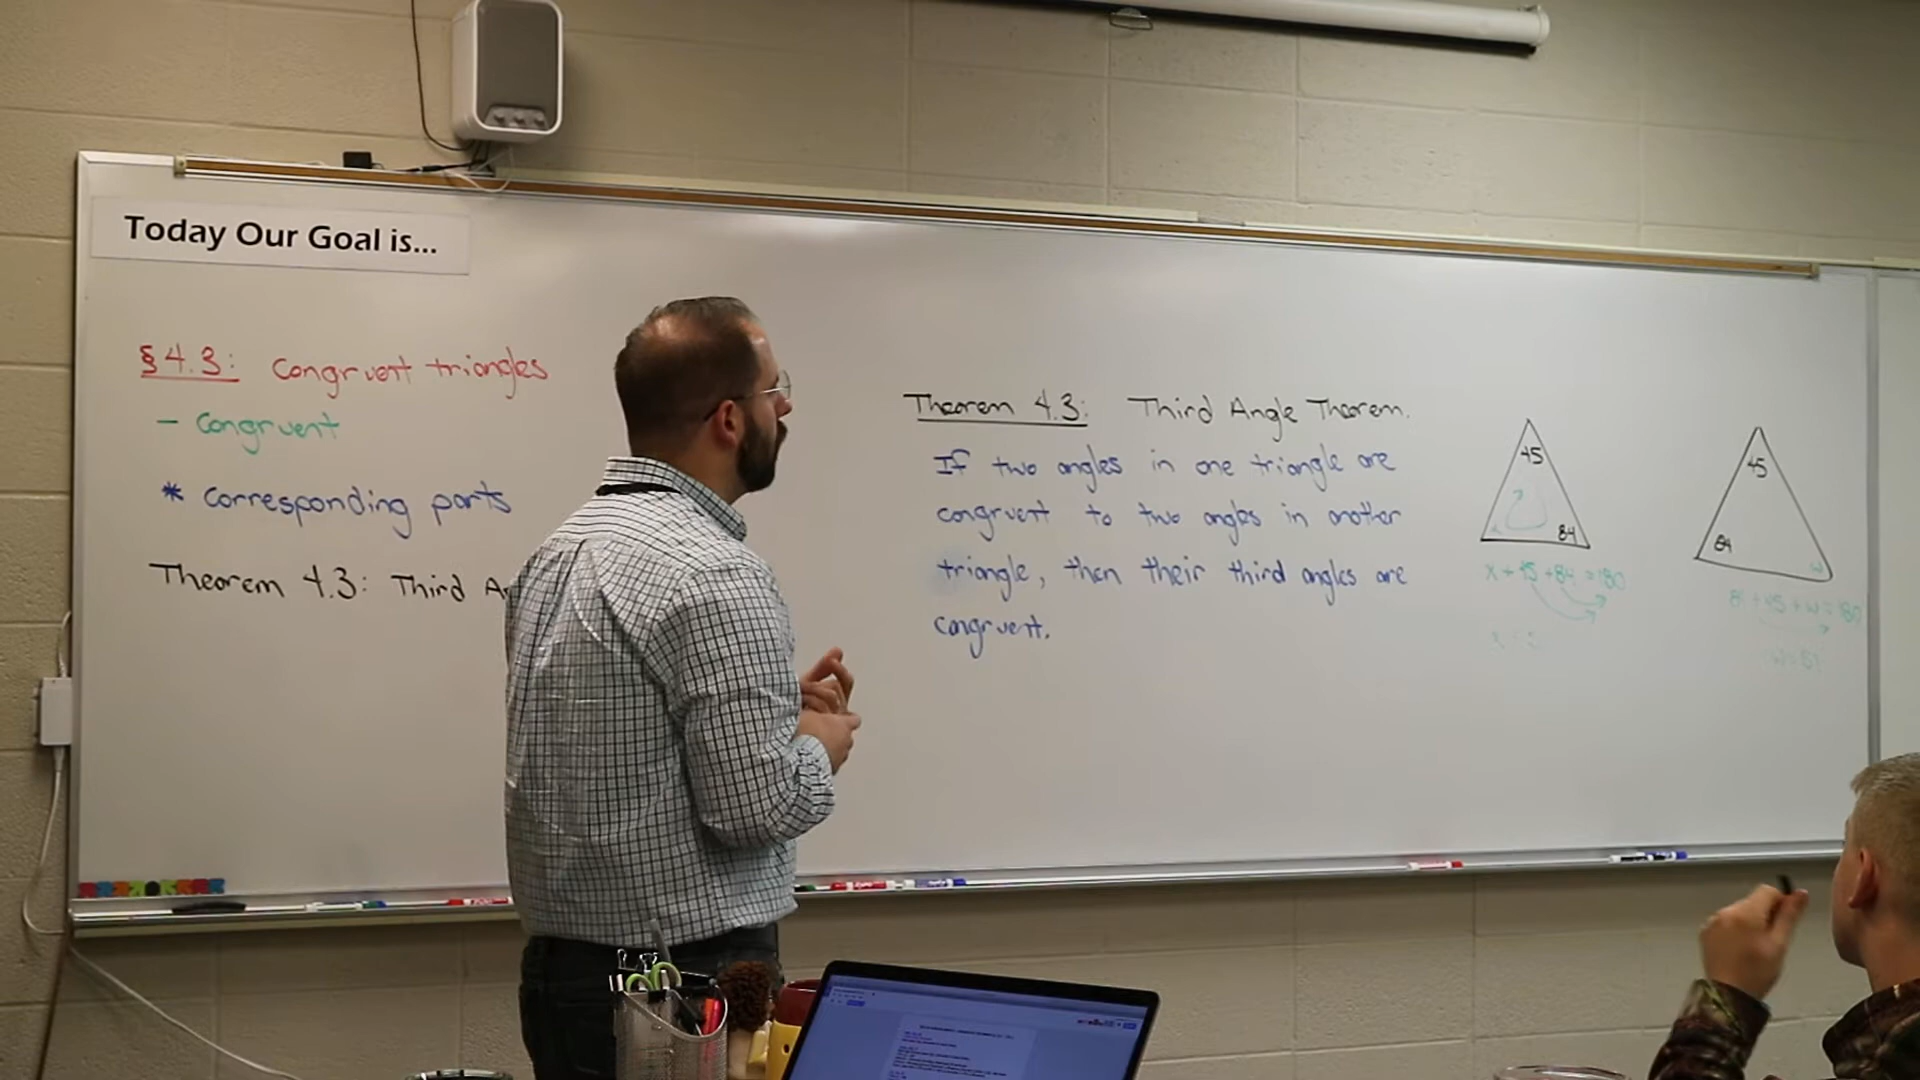 Today Our Goal is...
§4.3: Congruent triangles
- Congruent
* Corresponding parts
Theorem 4.3: Third A
Theorem 4.3: Third Angle Theorem.
If two angles in one triangle are
congruent to two angles in another
triangle, then their third angles are
congruent.
45
?
x
84
x + 45 + 84 = 180
45
84
w
84 + 45 + w = 180
w = 51